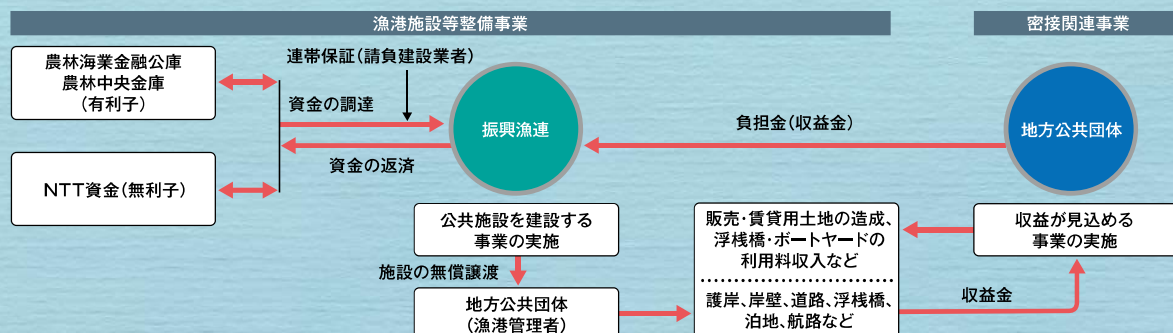 漁港施設等整備事業
密接関連事業
農林海業金融公庫
農林中央金庫
(有利子)
連帯保証(請負建設業者)
資金の調達
振興漁連
負担金(収益金)
地方公共団体
資金の返済
NTT資金(無利子)
公共施設を建設する
事業の実施
販売・賃貸用土地の造成、
浮桟橋・ボートヤードの
利用料収入など
収益が見込める
事業の実施
施設の無償譲渡
地方公共団体
(漁港管理者)
護岸、岸壁、道路、浮桟橋、
泊地、航路など
収益金